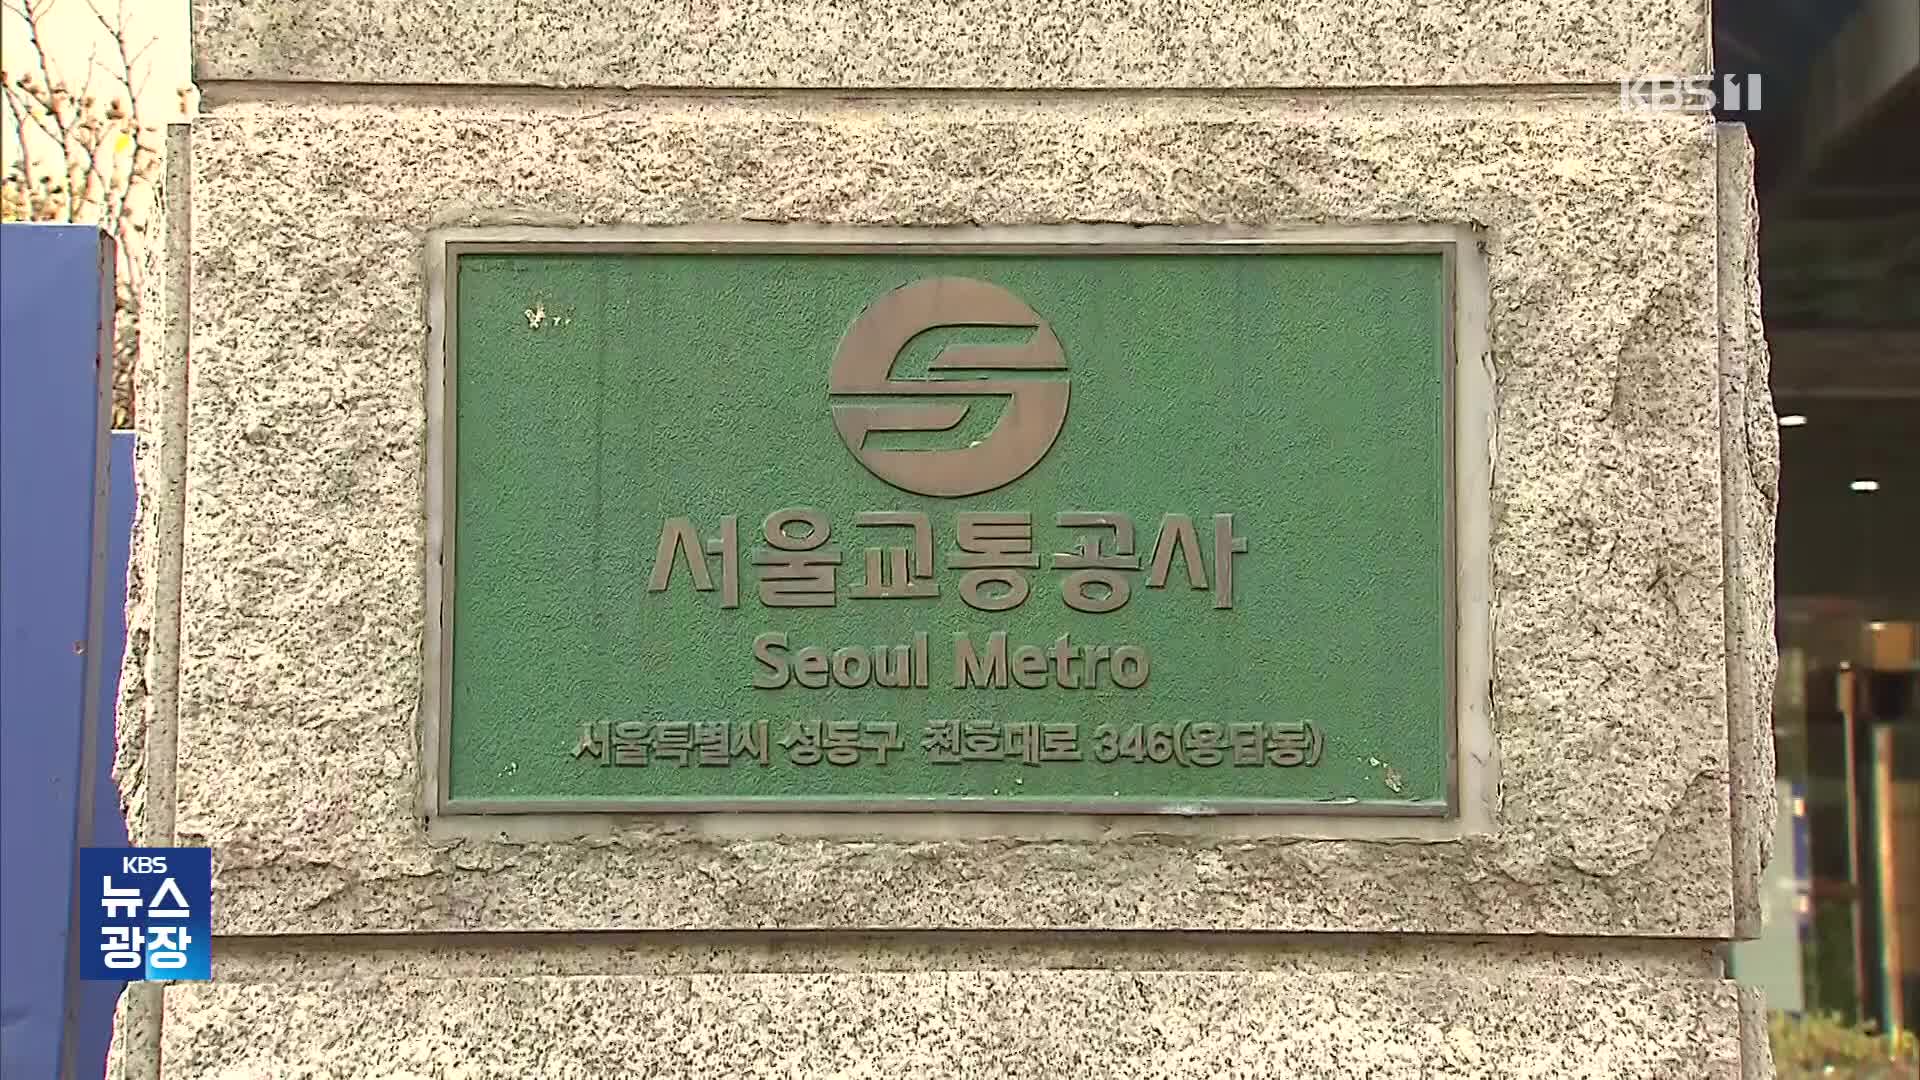 KBS 1
서울교통공사
Seoul Metro
서울특별시 성동구 천호대로 346(용답동)
KBS
뉴스
광장